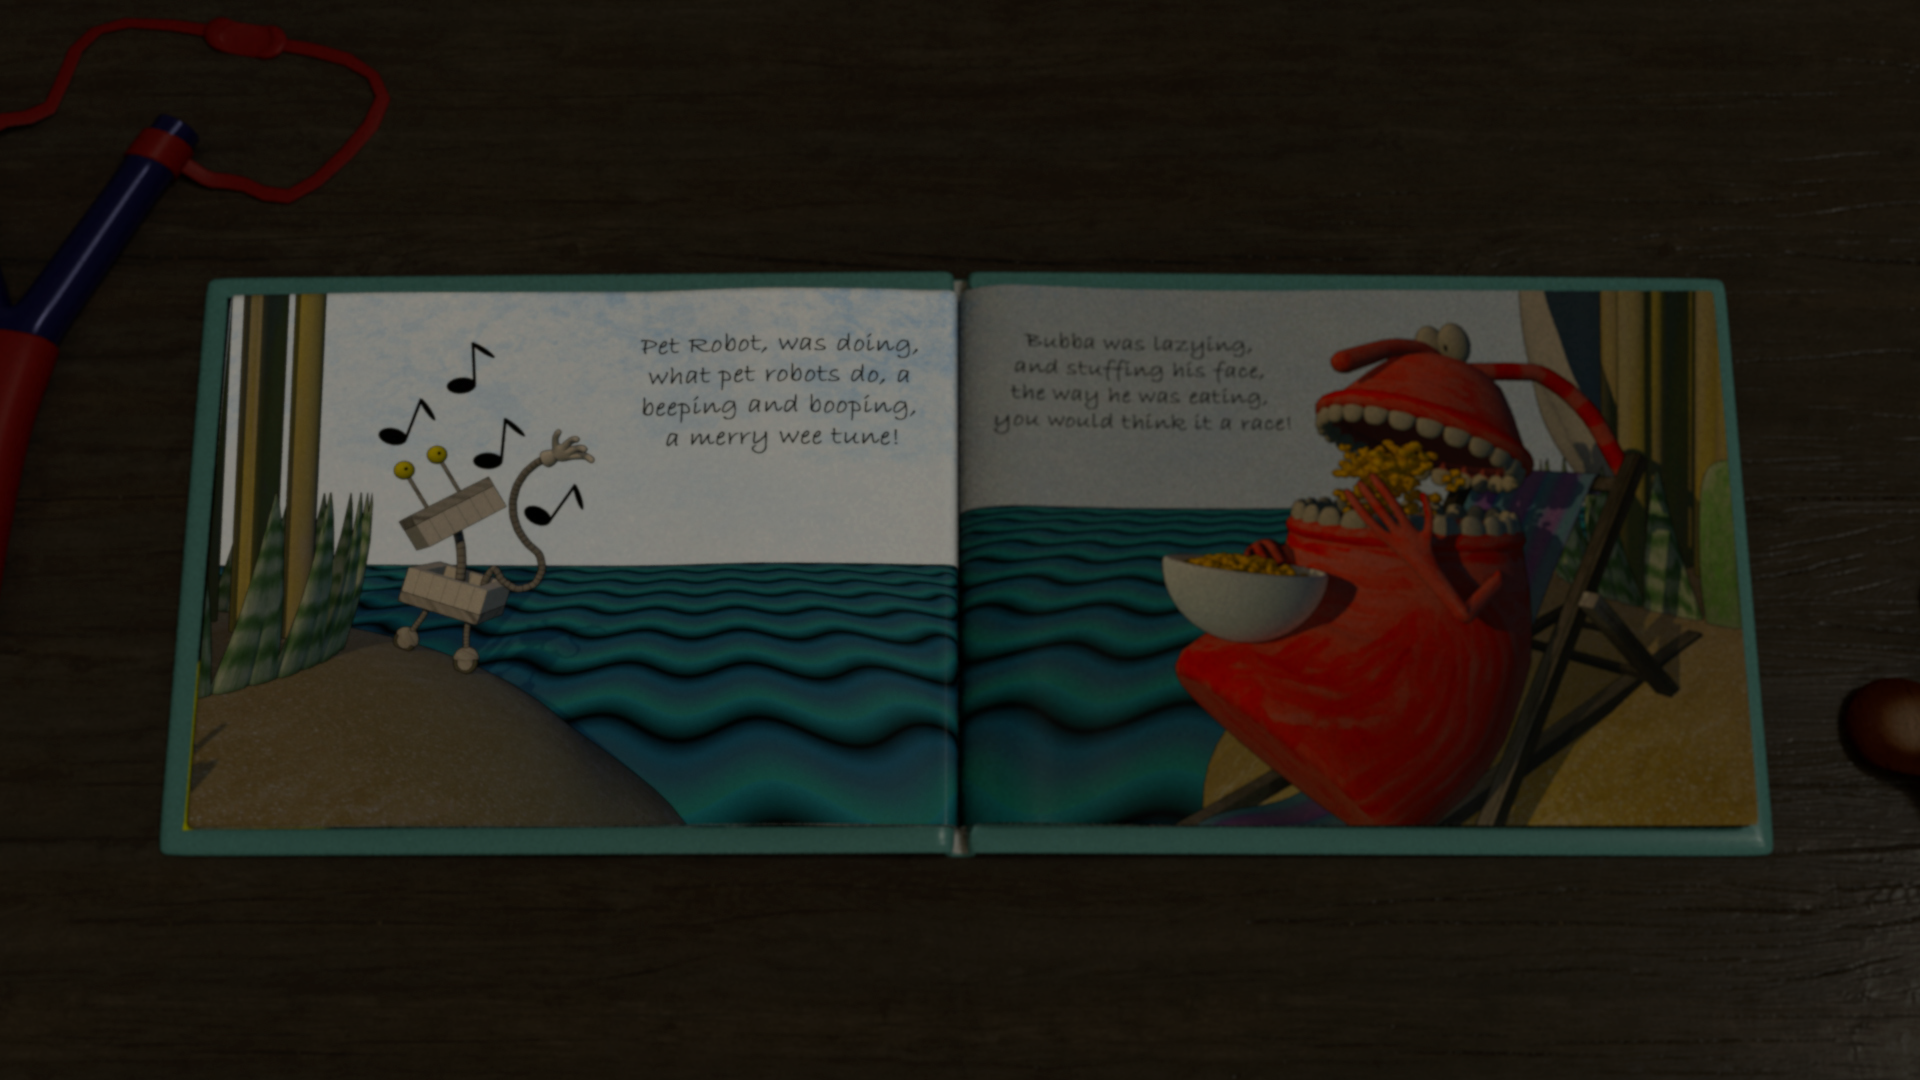 Pet Robot, was doing,
what pet robots do, a
beeping and booping,
a merry wee tune!
Bubba was lazying,
and stuffing his face,
the way he was eating,
you would think it a race!